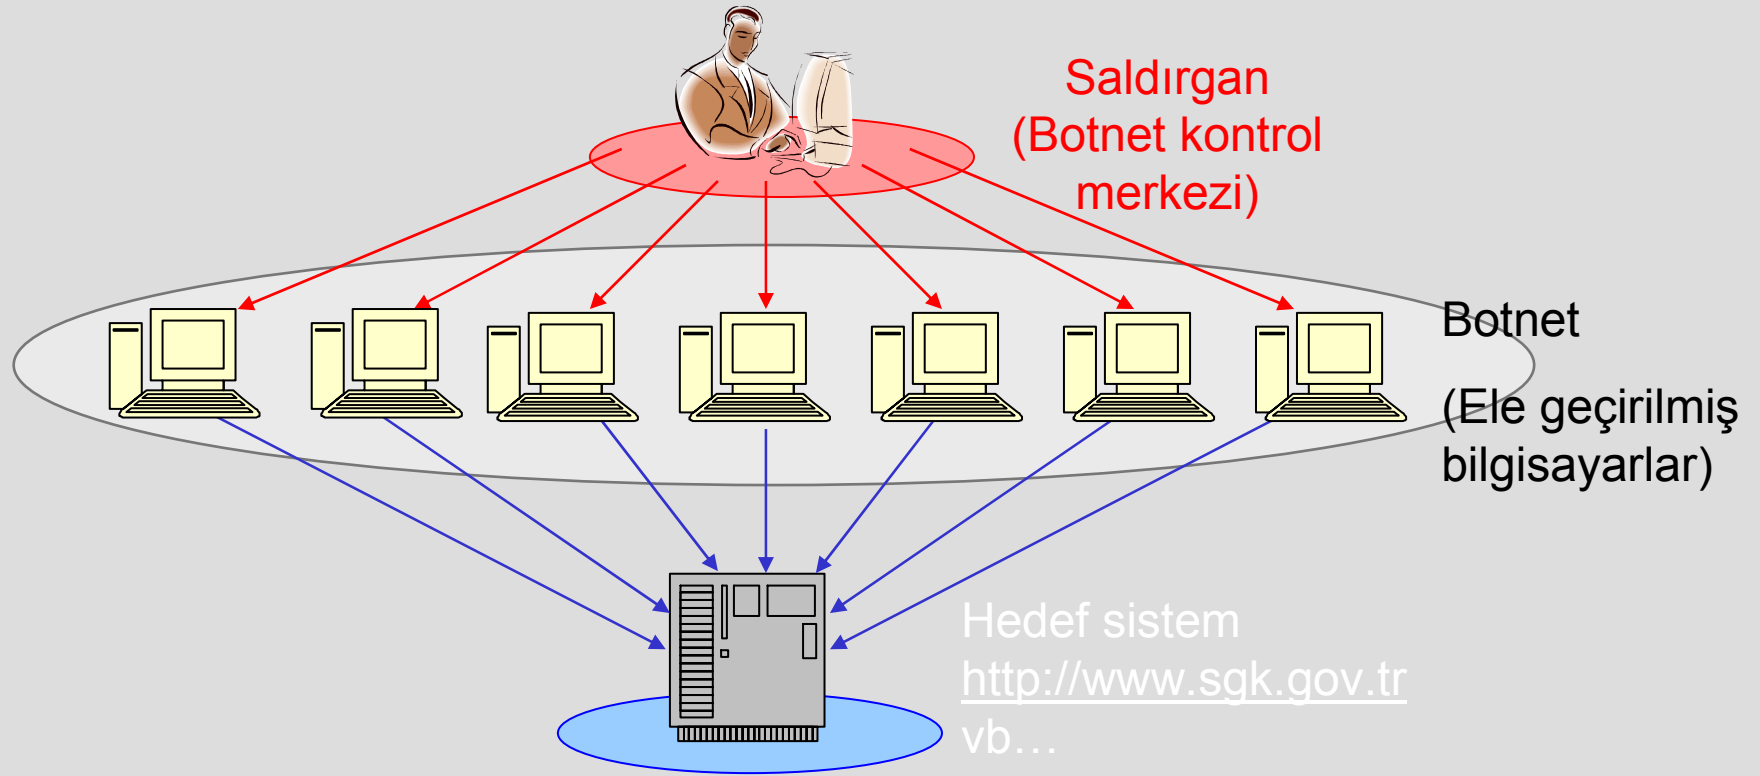 Saldırgan
(Botnet kontrol
merkezi)
Botnet
(Ele geçirilmiş
bilgisayarlar)
Hedef sistem
http://www.sgk.gov.tr
vb…